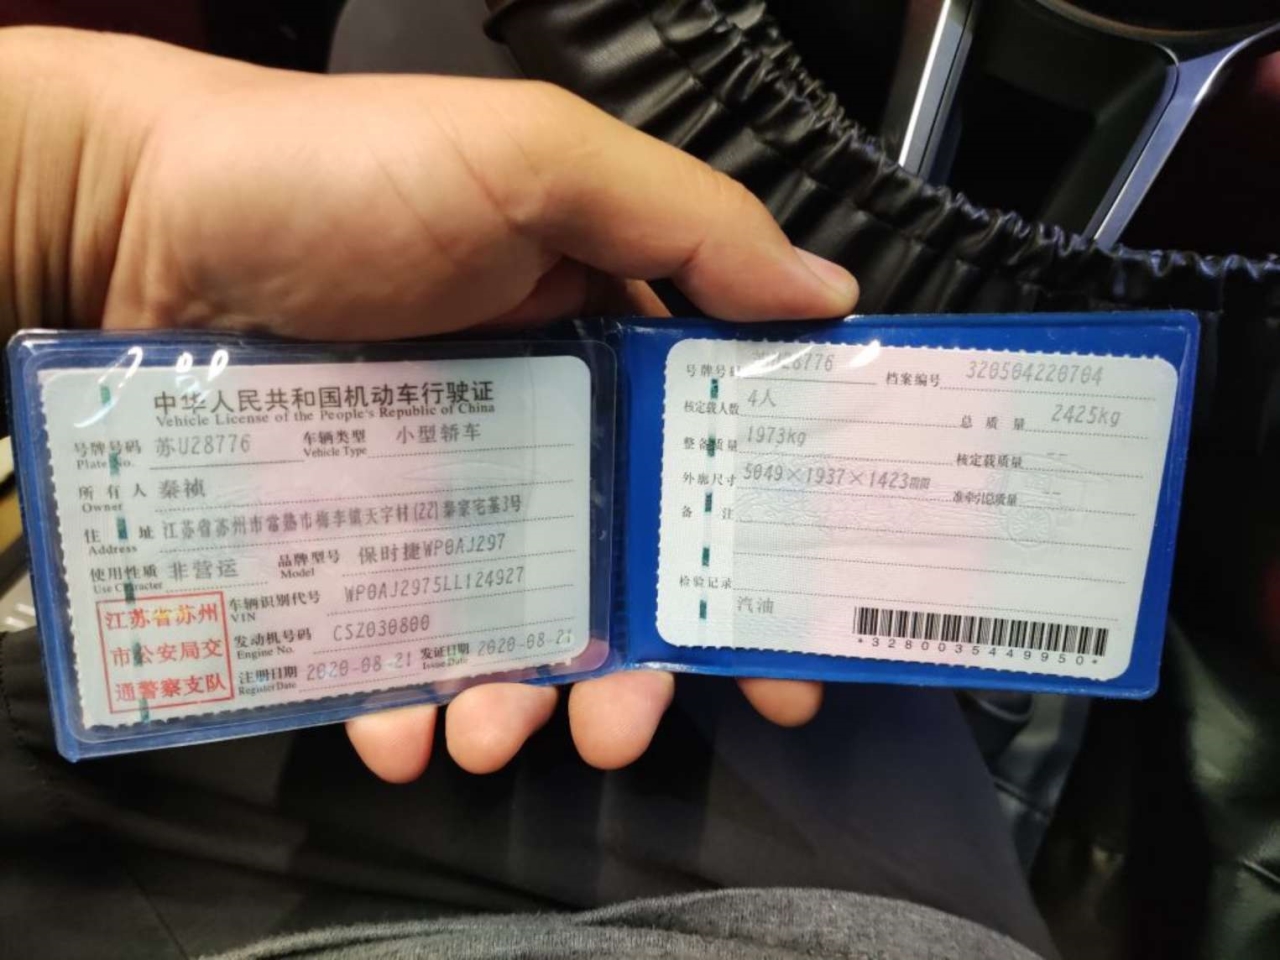 中华人民共和国机动车行驶证
Vehicle License of the People's Republic of China
号牌号码 苏U28776 车辆类型 小型轿车
Plate No. Vehicle Type
所有人 秦祯
Owner
住址 江苏省苏州市常熟市梅李镇天字村(22)秦家宅基3号
Address
使用性质 非营运 品牌型号 保时捷WP0AJ297
Use Character Model
江苏省苏州
市公安局交
通警察支队
车辆识别代号 WP0AJ2975LL124927
VIN
发动机号码 CSZ030800
Engine No.
注册日期 2020-08-21 发证日期 2020-08-21
Register Date Issue Date
号牌号码 苏U28776 档案编号 320504220704
核定载人数 4人 总质量 2425kg
整备质量 1973kg 核定载质量 --
外廓尺寸 5049×1937×1423mm 准牵引总质量 --
备注
检验记录
汽油
*3280035449950*